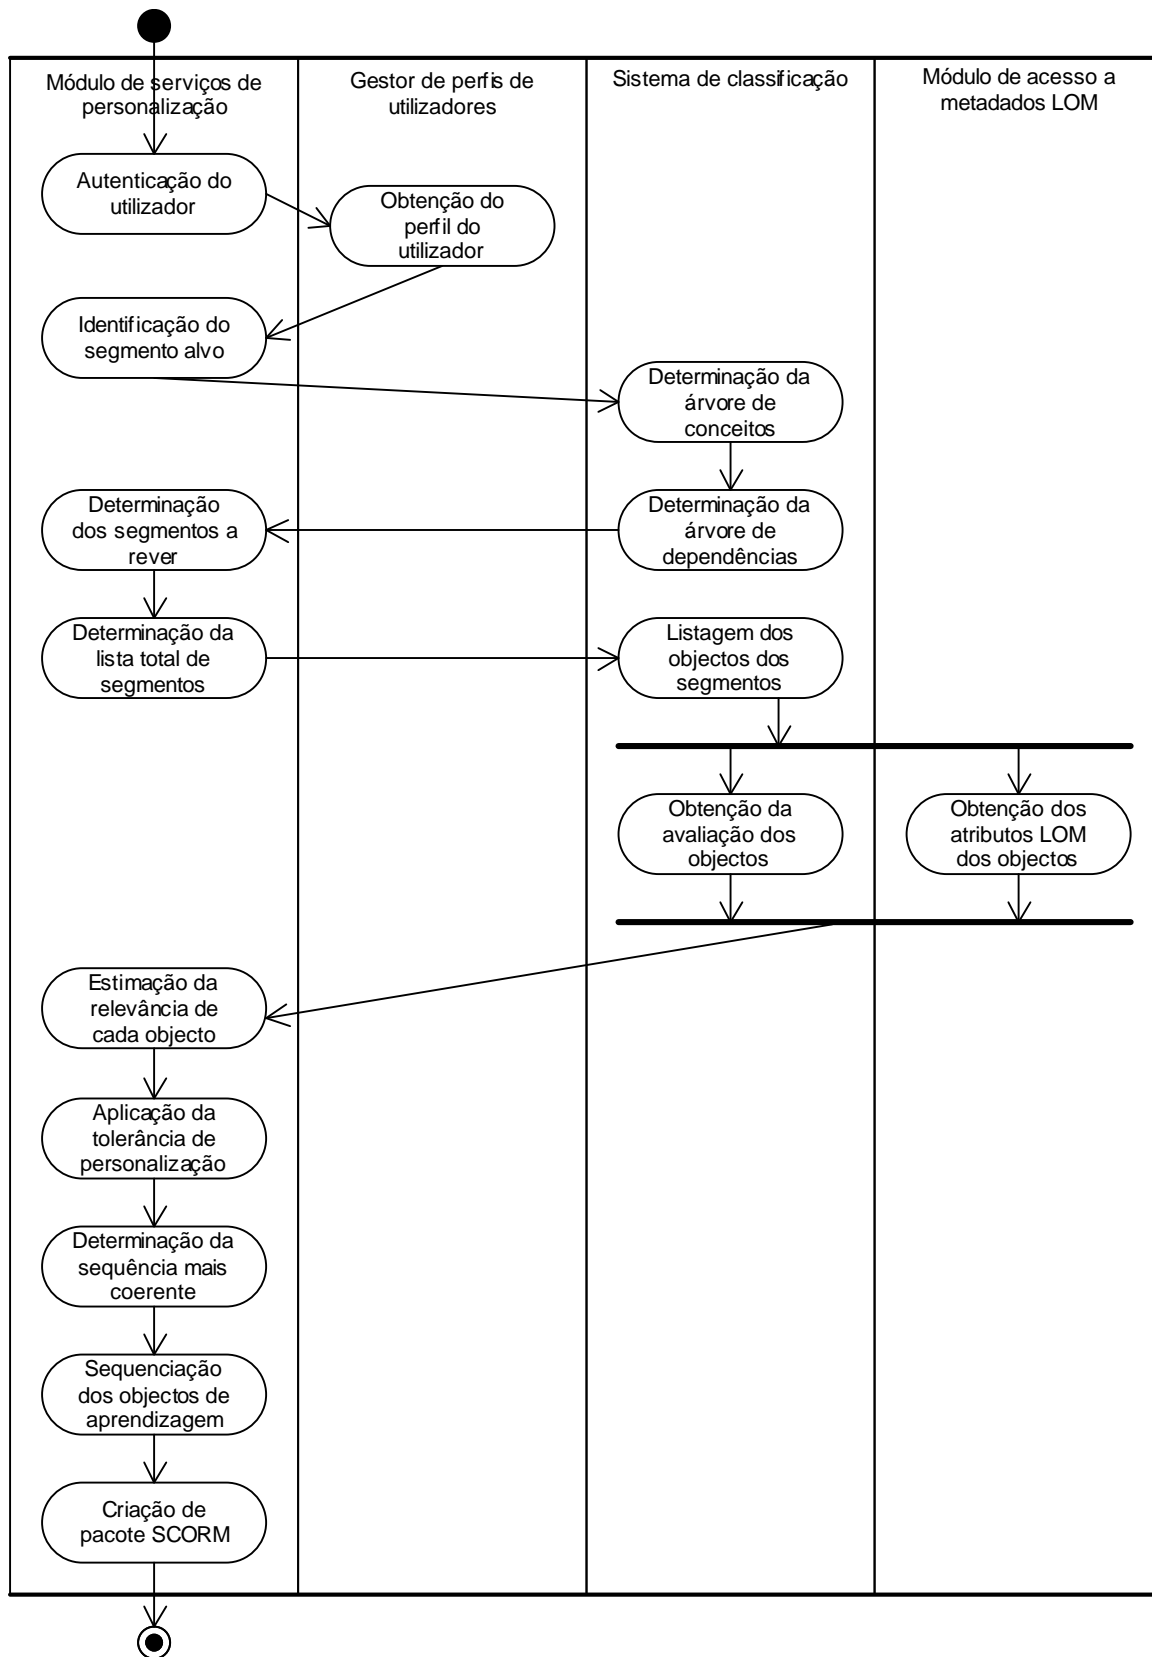 Módulo de serviços de
personalização
Gestor de perfis de
utilizadores
Sistema de classificação
Módulo de acesso a
metadados LOM
Autenticação do
utilizador
Obtenção do
perfil do
utilizador
Identificação do
segmento alvo
Determinação da
árvore de
conceitos
Determinação
dos segmentos a
rever
Determinação da
árvore de
dependências
Determinação da
lista total de
segmentos
Listagem dos
objectos dos
segmentos
Obtenção da
avaliação dos
objectos
Obtenção dos
atributos LOM
dos objectos
Estimação da
relevância de
cada objecto
Aplicação da
tolerância de
personalização
Determinação da
sequência mais
coerente
Sequenciação
dos objectos de
aprendizagem
Criação de
pacote SCORM